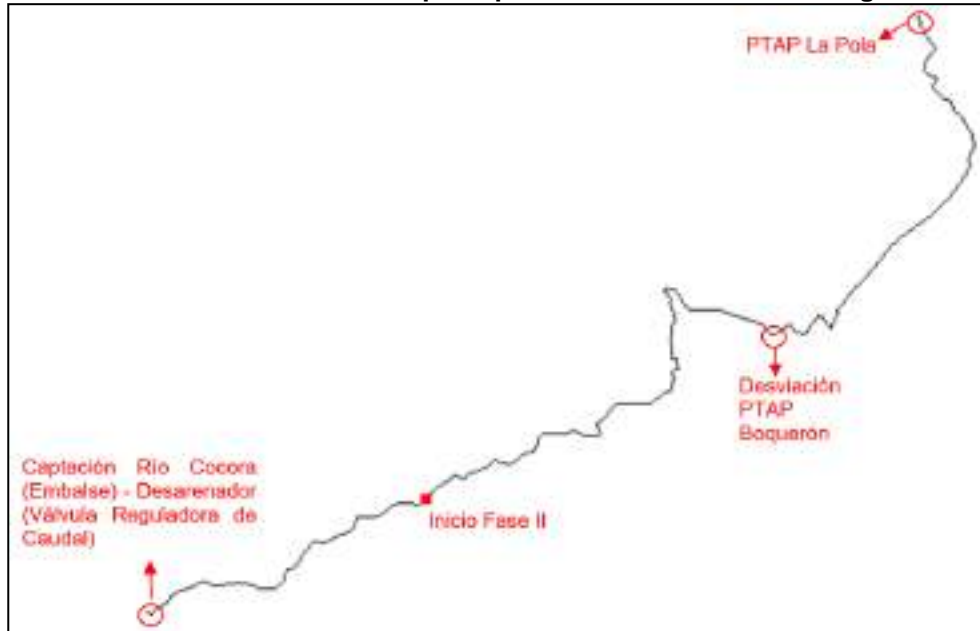 PTAP La Pola
Desviación
PTAP
Boquerón
Captación Río Cocora
(Embalse) - Desarenador
(Válvula Reguladora de
Caudal)
Inicio Fase II